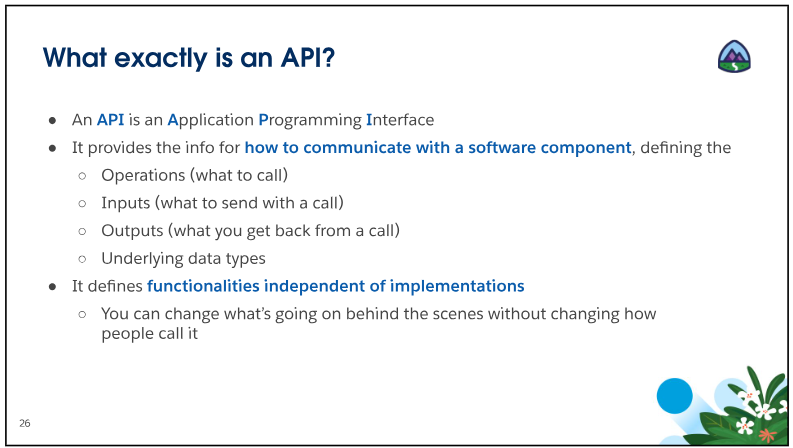 What exactly is an API?
● An API is an Application Programming Interface
● It provides the info for how to communicate with a software component, defining the
○ Operations (what to call)
○ Inputs (what to send with a call)
○ Outputs (what you get back from a call)
○ Underlying data types
● It defines functionalities independent of implementations
○ You can change what’s going on behind the scenes without changing how
people call it
26